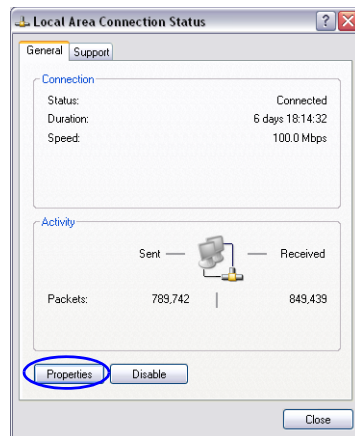 Local Area Connection Status
General Support
Connection
Status: Connected
Duration: 6 days 18:14:32
Speed: 100.0 Mbps
Activity
Sent — — Received
Packets: 789,742 | 849,439
Properties Disable
Close